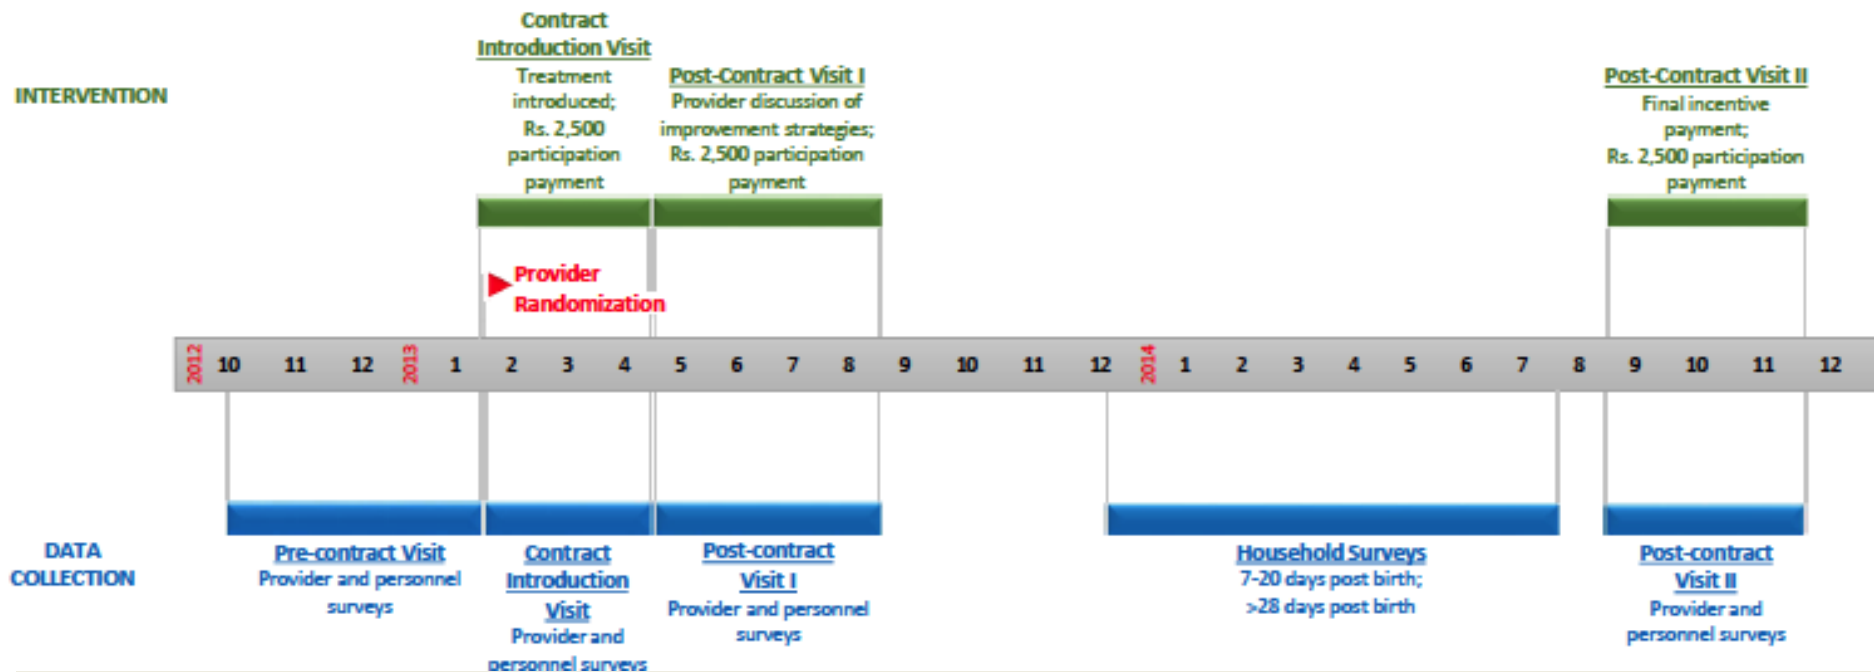 INTERVENTION
Contract
Introduction Visit
Treatment
introduced;
Rs. 2,500
participation
payment
Post-Contract Visit I
Provider discussion of
improvement strategies;
Rs. 2,500 participation
payment
Post-Contract Visit II
Final incentive
payment;
Rs. 2,500 participation
payment
Provider
Randomization
2012 10 11 12 2013 1 2 3 4 5 6 7 8 9 10 11 12 2014 1 2 3 4 5 6 7 8 9 10 11 12
DATA
COLLECTION
Pre-contract Visit
Provider and personnel
surveys
Contract
Introduction
Visit
Provider and
personnel surveys
Post-contract
Visit I
Provider and personnel
surveys
Household Surveys
7-20 days post birth;
>28 days post birth
Post-contract
Visit II
Provider and
personnel surveys